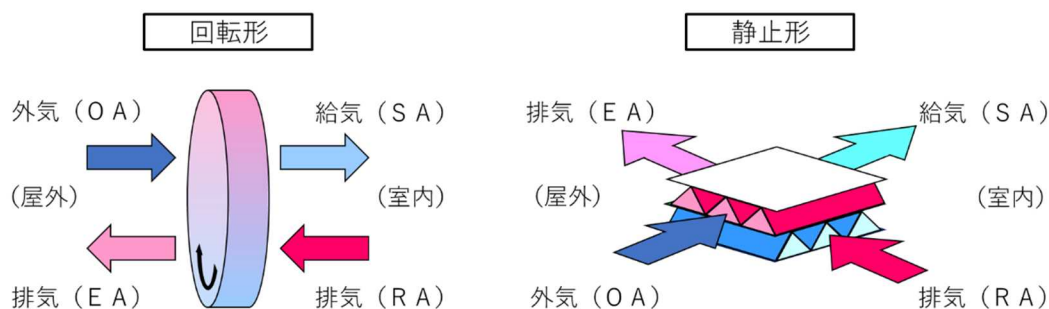 回転形
外気（ＯＡ）
給気（ＳＡ）
（屋外）
（室内）
排気（ＥＡ）
排気（ＲＡ）
静止形
排気（ＥＡ）
給気（ＳＡ）
（屋外）
（室内）
外気（ＯＡ）
排気（ＲＡ）